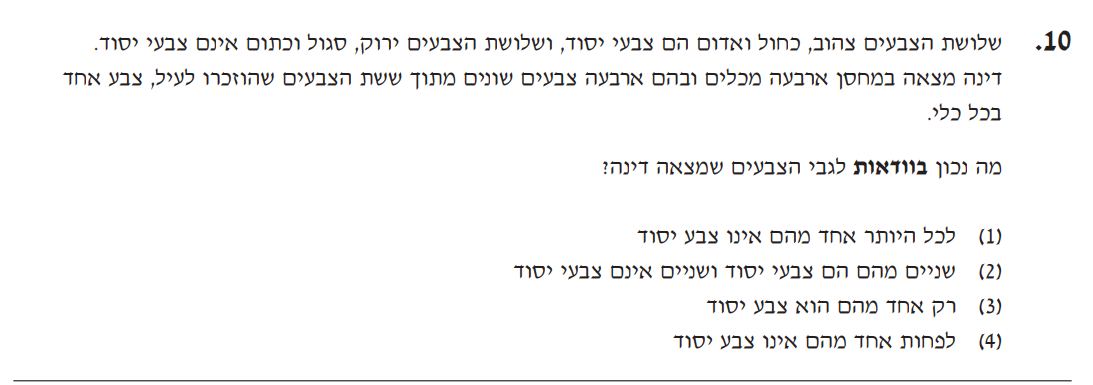 10. שלושת הצבעים צהוב, כחול ואדום הם צבעי יסוד, ושלושת הצבעים ירוק, סגול וכתום אינם צבעי יסוד.
דינה מצאה במחסן ארבעה מכלים ובהם ארבעה צבעים שונים מתוך ששת הצבעים שהוזכרו לעיל, צבע אחד
בכל כלי.
מה נכון בוודאות לגבי הצבעים שמצאה דינה?
(1) לכל היותר אחד מהם אינו צבע יסוד
(2) שניים מהם הם צבעי יסוד ושניים אינם צבעי יסוד
(3) רק אחד מהם הוא צבע יסוד
(4) לפחות אחד מהם אינו צבע יסוד